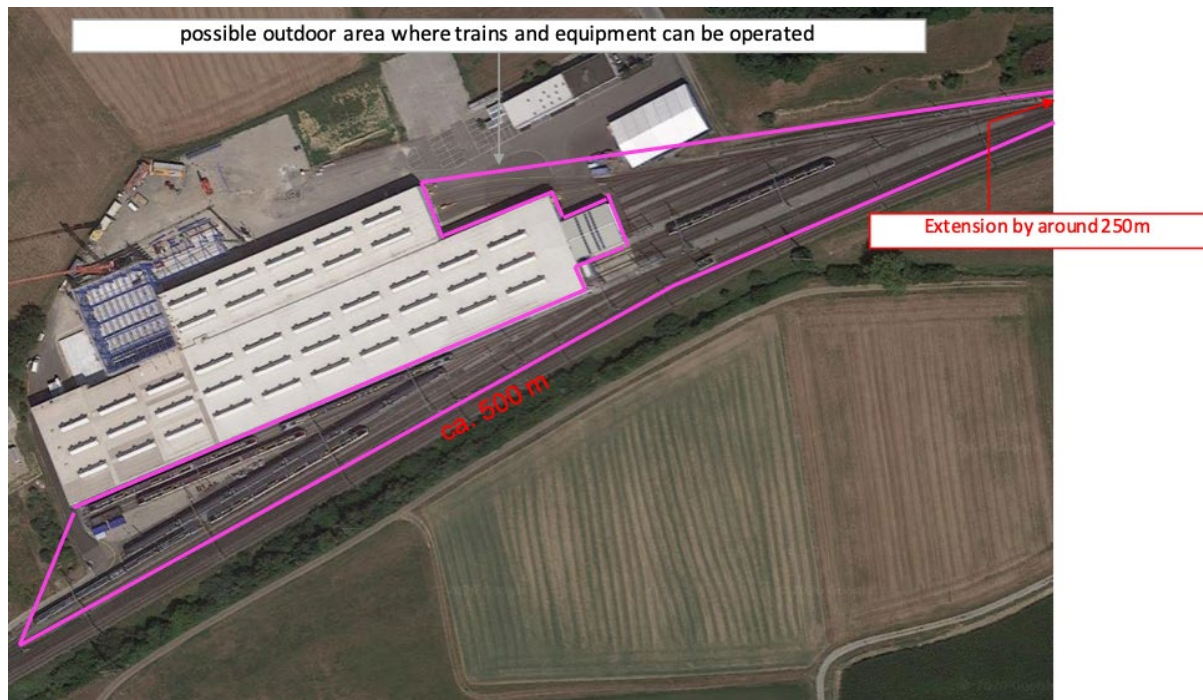 possible outdoor area where trains and equipment can be operated
Extension by around 250m
ca. 500 m